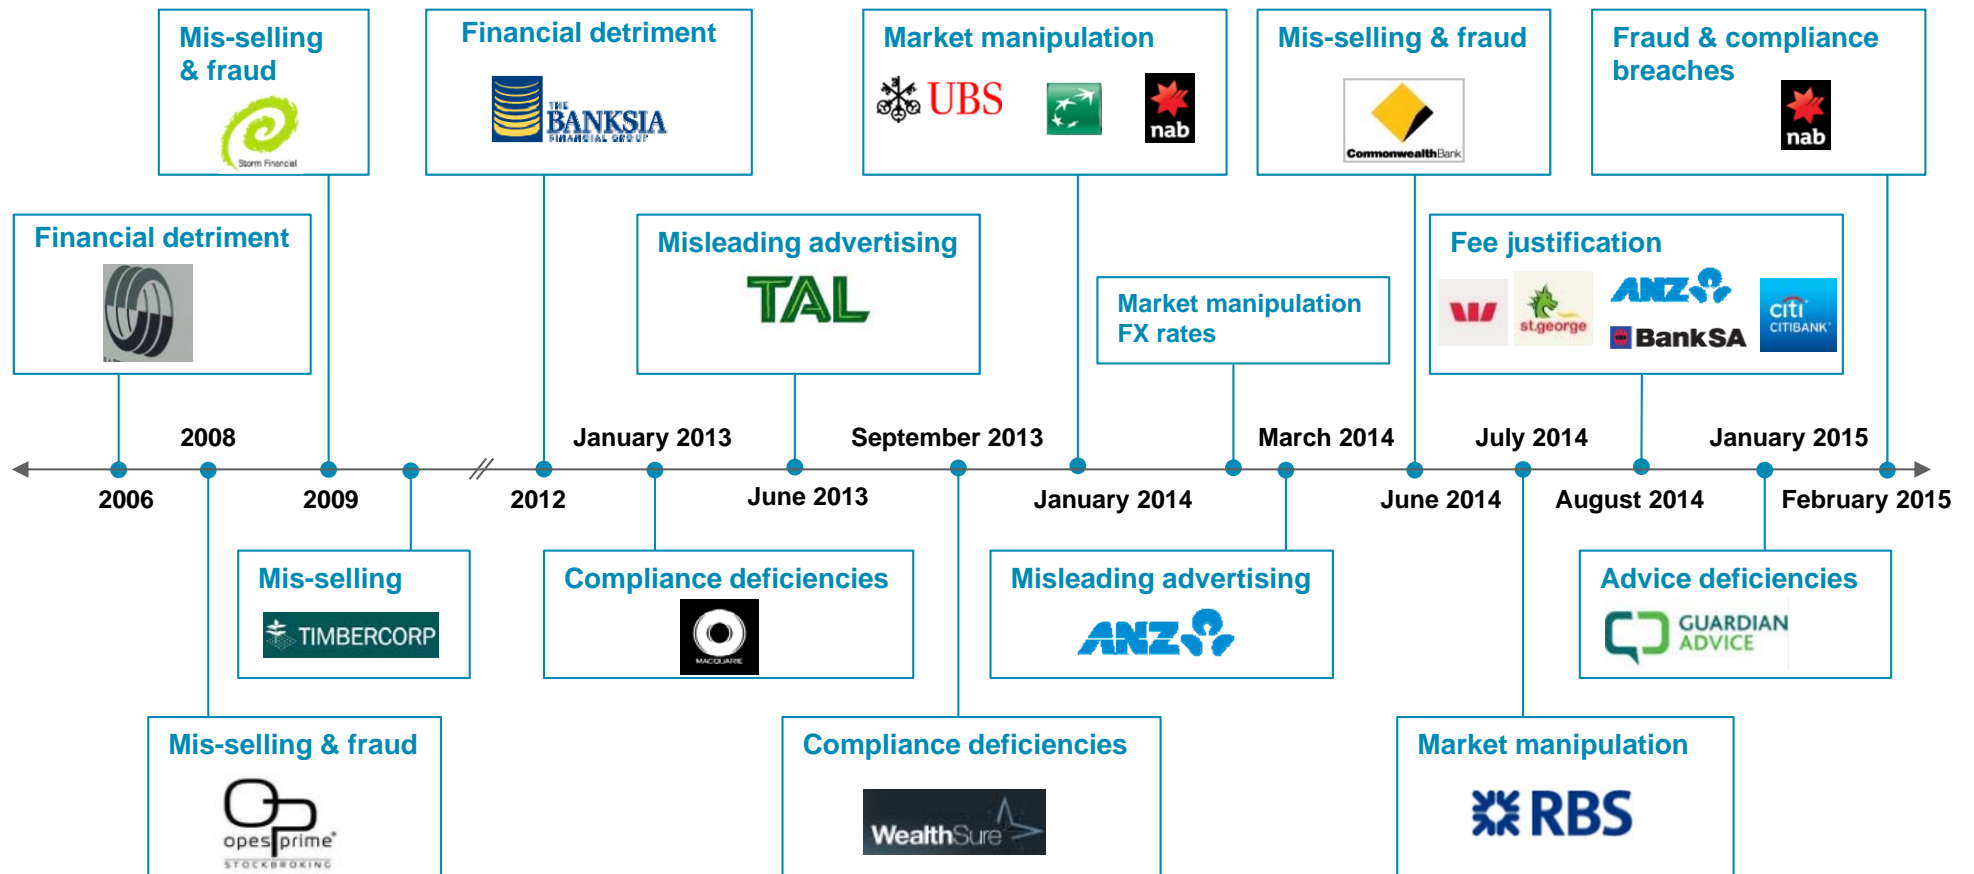 Mis-selling
& fraud
Storm Financial
Financial detriment
THE
BANKSIA
FINANCIAL GROUP
Market manipulation
UBS
nab
Mis-selling & fraud
CommonwealthBank
Fraud & compliance
breaches
nab
Financial detriment
Misleading advertising
TAL
Market manipulation
FX rates
Fee justification
st.george
ANZ
BankSA
citi
CITIBANK
2008
January 2013
September 2013
March 2014
July 2014
January 2015
2006
2009
2012
June 2013
January 2014
June 2014
August 2014
February 2015
Mis-selling
TIMBERCORP
Compliance deficiencies
MACQUARIE
Misleading advertising
ANZ
Advice deficiencies
GUARDIAN
ADVICE
Mis-selling & fraud
opes prime
STOCKBROKING
Compliance deficiencies
WealthSure
Market manipulation
RBS